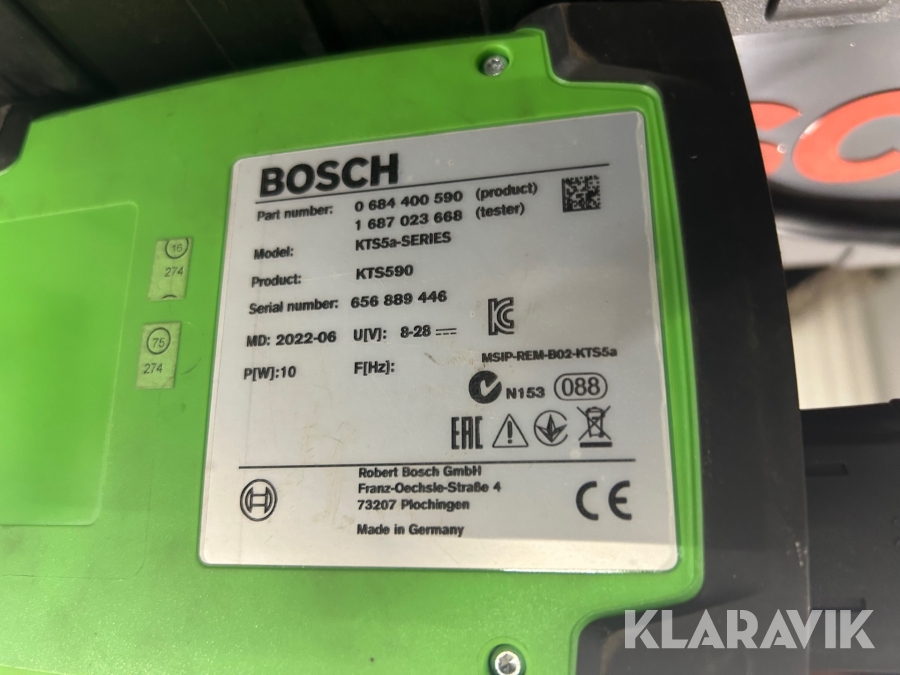 BOSCH
Part number: 0 684 400 590 (product)
1 687 023 668 (tester)
Model: KTS5a-SERIES
Product: KTS590
Serial number: 656 889 446
MD: 2022-06 U[V]: 8-28
MSIP-REM-B02-KTS5a
P[W]:10 F[Hz]:
N153 088
EAC
Robert Bosch GmbH
Franz-Oechsle-Straße 4
73207 Plochingen
Made in Germany
CE
16
274
75
274
SC
KLARAVIK